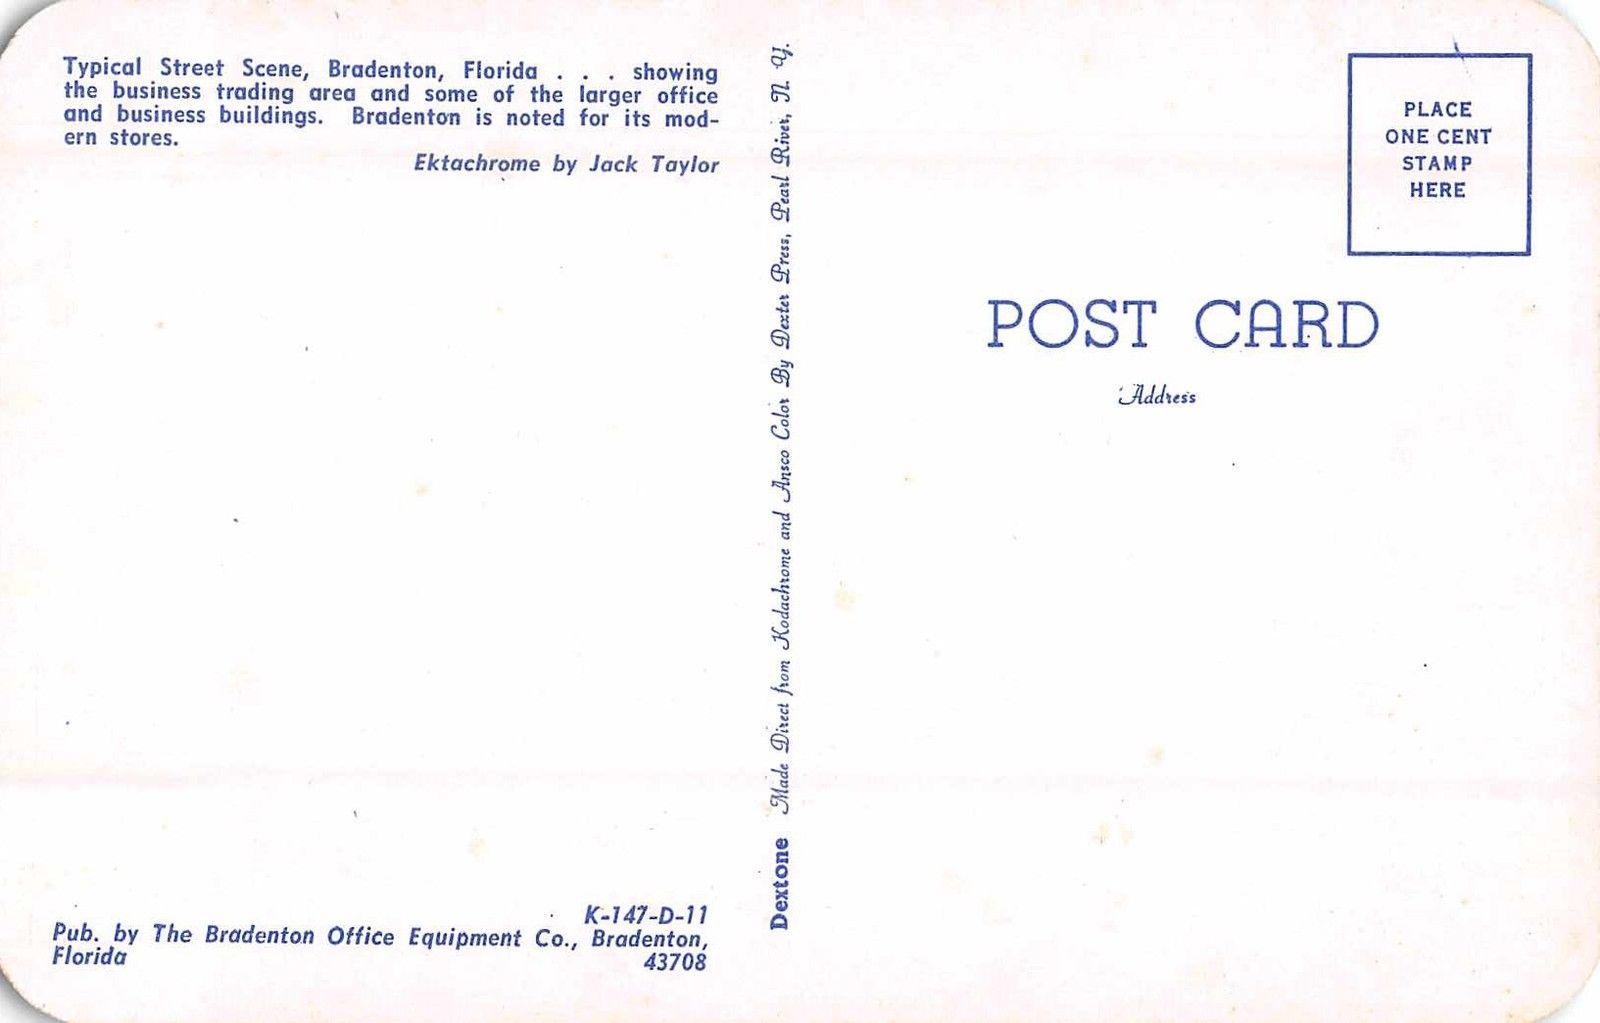 Typical Street Scene, Bradenton, Florida . . . showing
the business trading area and some of the larger office
and business buildings. Bradenton is noted for its mod-
ern stores.
Ektachrome by Jack Taylor
K-147-D-11
Pub. by The Bradenton Office Equipment Co., Bradenton,
Florida 43708
Dextone Made Direct from Kodachrome and Ansco Color By Dexter Press, Pearl River, N. Y.
PLACE
ONE CENT
STAMP
HERE
POST CARD
Address